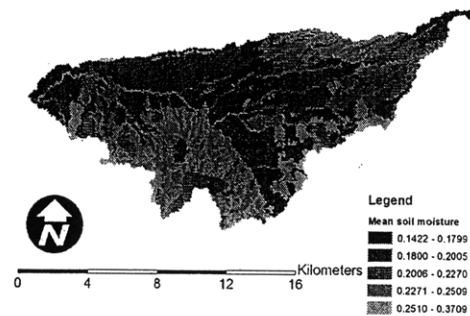 Legend
Mean soil moisture
0.1422 - 0.1799
0.1800 - 0.2005
0.2006 - 0.2270
0.2271 - 0.2509
0.2510 - 0.3709
N
Kilometers
0 4 8 12 16